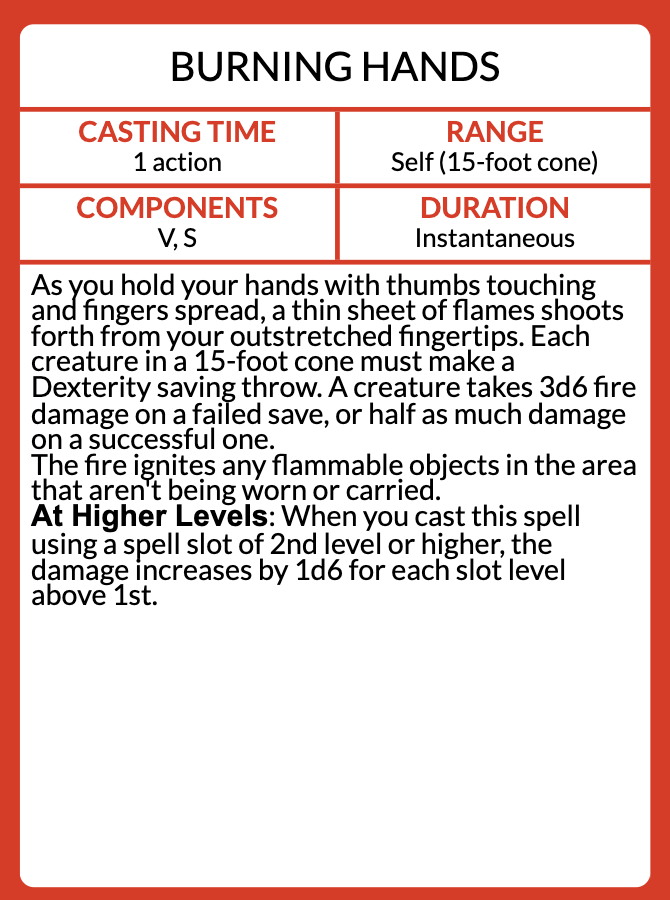 BURNING HANDS
CASTING TIME
1 action
RANGE
Self (15-foot cone)
COMPONENTS
V, S
DURATION
Instantaneous
As you hold your hands with thumbs touching
and fingers spread, a thin sheet of flames shoots
forth from your outstretched fingertips. Each
creature in a 15-foot cone must make a
Dexterity saving throw. A creature takes 3d6 fire
damage on a failed save, or half as much damage
on a successful one.
The fire ignites any flammable objects in the area
that aren't being worn or carried.
At Higher Levels: When you cast this spell
using a spell slot of 2nd level or higher, the
damage increases by 1d6 for each slot level
above 1st.